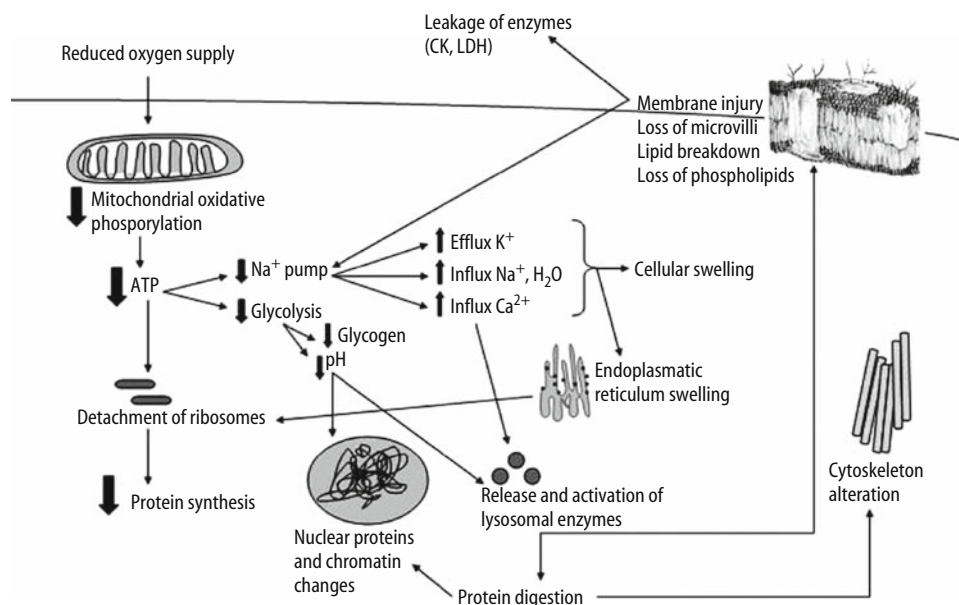 Leakage of enzymes
(CK, LDH)
Reduced oxygen supply
Membrane injury
Loss of microvilli
Lipid breakdown
Loss of phospholipids
Mitochondrial oxidative
phosporylation
ATP
Na⁺ pump
Glycolysis
Glycogen
pH
Efflux K⁺
Influx Na⁺, H₂O
Influx Ca²⁺
Cellular swelling
Endoplasmatic
reticulum swelling
Detachment of ribosomes
Protein synthesis
Nuclear proteins
and chromatin
changes
Release and activation of
lysosomal enzymes
Cytoskeleton
alteration
Protein digestion